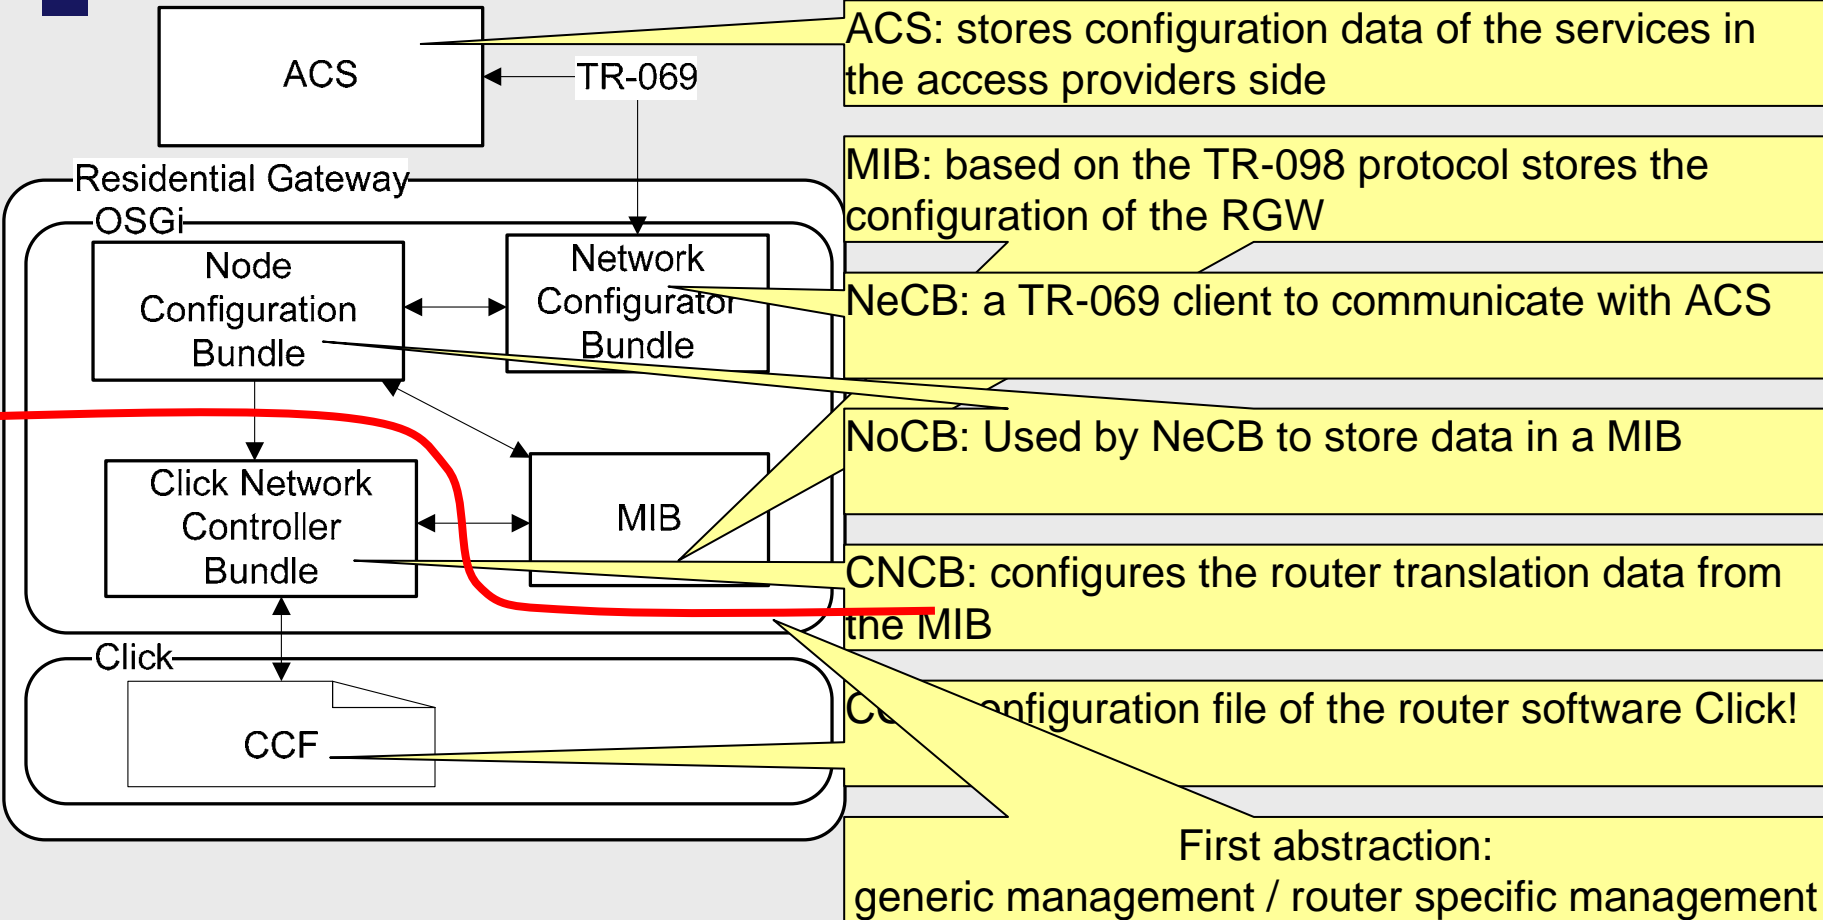 ACS
TR-069
Residential Gateway
OSGi
Node
Configuration
Bundle
Network
Configurator
Bundle
Click Network
Controller
Bundle
MIB
Click
CCF
ACS: stores configuration data of the services in
the access providers side
MIB: based on the TR-098 protocol stores the
configuration of the RGW
NeCB: a TR-069 client to communicate with ACS
NoCB: Used by NeCB to store data in a MIB
CNCB: configures the router translation data from
the MIB
file of the router software Click!
First abstraction:
generic management / router specific management